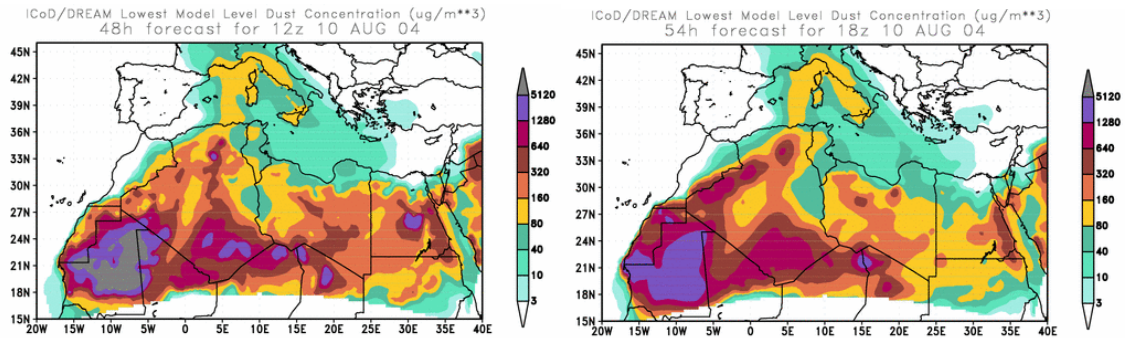 ICoD/DREAM Lowest Model Level Dust Concentration (ug/m**3)
48h forecast for 12z 10 AUG 04
45N
42N
39N
36N
33N
30N
27N
24N
21N
18N
15N
20W 15W 10W 5W 0 5E 10E 15E 20E 25E 30E 35E 40E
5120
1280
640
320
160
80
40
10
3
ICoD/DREAM Lowest Model Level Dust Concentration (ug/m**3)
54h forecast for 18z 10 AUG 04
45N
42N
39N
36N
33N
30N
27N
24N
21N
18N
15N
20W 15W 10W 5W 0 5E 10E 15E 20E 25E 30E 35E 40E
5120
1280
640
320
160
80
40
10
3